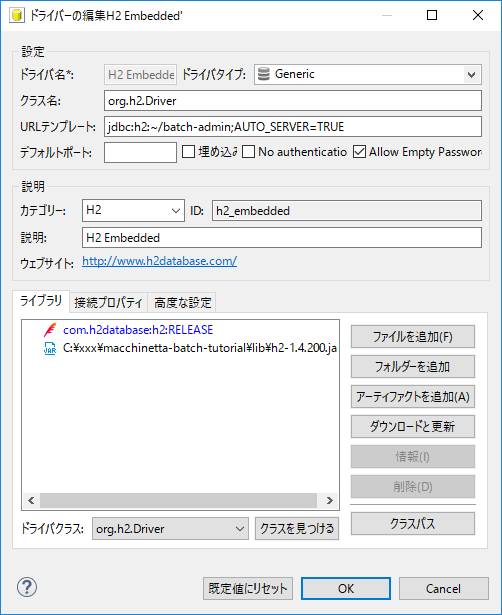 ドライバーの編集H2 Embedded'
設定
ドライバ名*: H2 Embedde ドライバタイプ: Generic
クラス名: org.h2.Driver
URLテンプレート: jdbc:h2:~/batch-admin;AUTO_SERVER=TRUE
デフォルトポート: 埋め込み No authenticatio Allow Empty Password
説明
カテゴリー: H2 ID: h2_embedded
説明: H2 Embedded
ウェブサイト: http://www.h2database.com/
ライブラリ 接続プロパティ 高度な設定
com.h2database:h2:RELEASE
C:¥xxx¥macchinetta-batch-tutorial¥lib¥h2-1.4.200.ja
ファイルを追加(F)
フォルダーを追加
アーティファクトを追加(A)
ダウンロードと更新
情報(I)
削除(D)
クラスパス
ドライバクラス: org.h2.Driver クラスを見つける
? 既定値にリセット OK Cancel